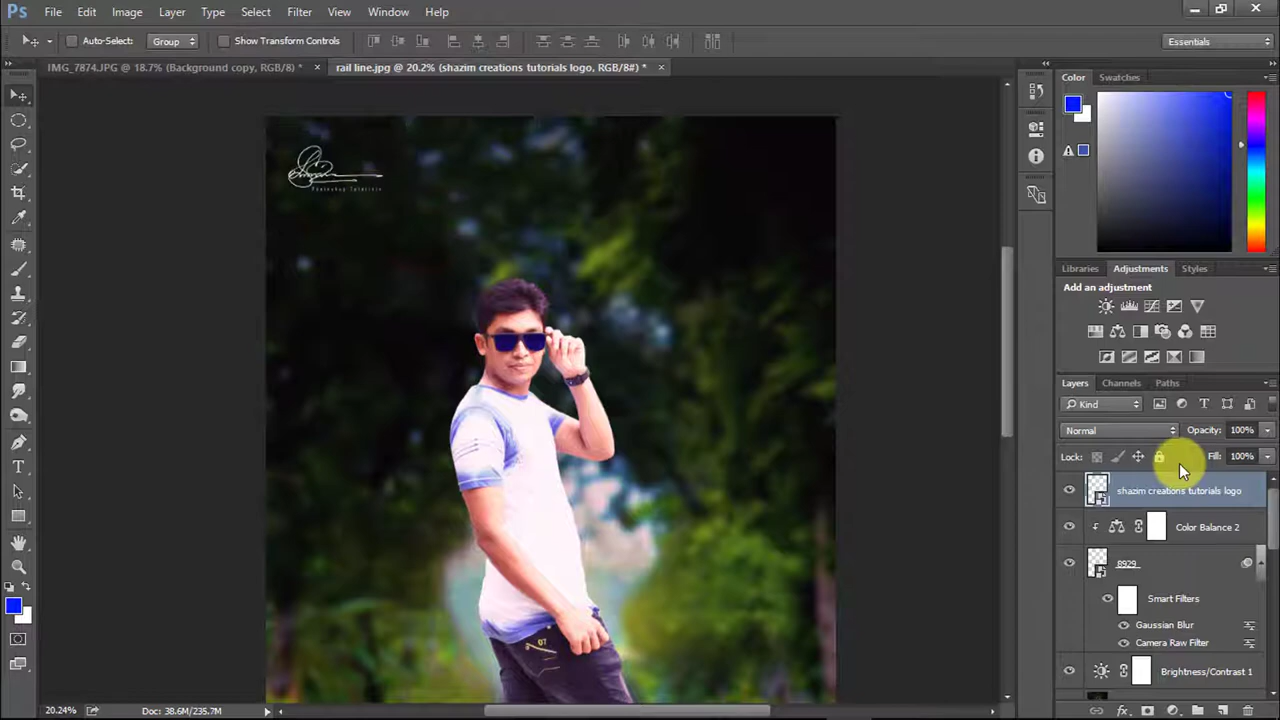 Ps File Edit Image Layer Type Select Filter View Window Help
Auto-Select: Group Show Transform Controls Essentials
IMG_7874.JPG @ 18.7% (Background copy, RGB/8) * × rail line.jpg @ 20.2% (shazim creations tutorials logo, RGB/8#) * ×
Color Swatches
Photoshop Tutorials
Libraries Adjustments Styles
Add an adjustment
Layers Channels Paths
Kind
Normal Opacity: 100%
Lock: Fill: 100%
shazim creations tutorials logo
Color Balance 2
8929
Smart Filters
Gaussian Blur
Camera Raw Filter
Brightness/Contrast 1
07
20.24% Doc: 38.6M/235.7M